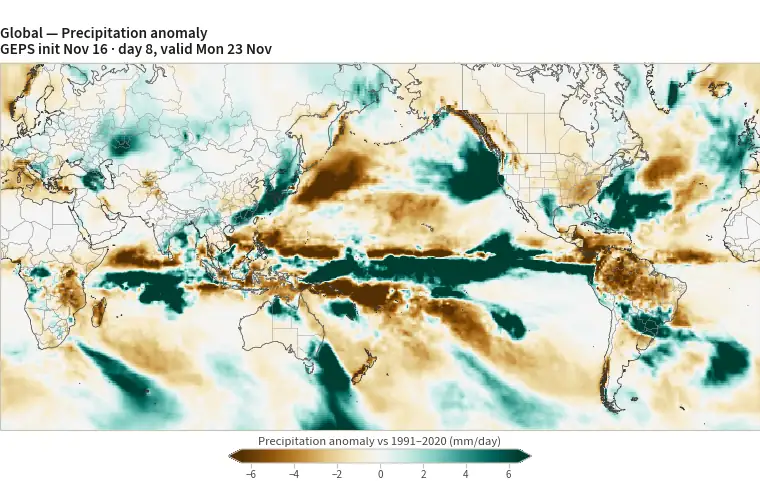 Global — Precipitation anomaly
GEPS init Nov 16 · day 8, valid Mon 23 Nov
Precipitation anomaly vs 1991–2020 (mm/day)
−6 −4 −2 0 2 4 6